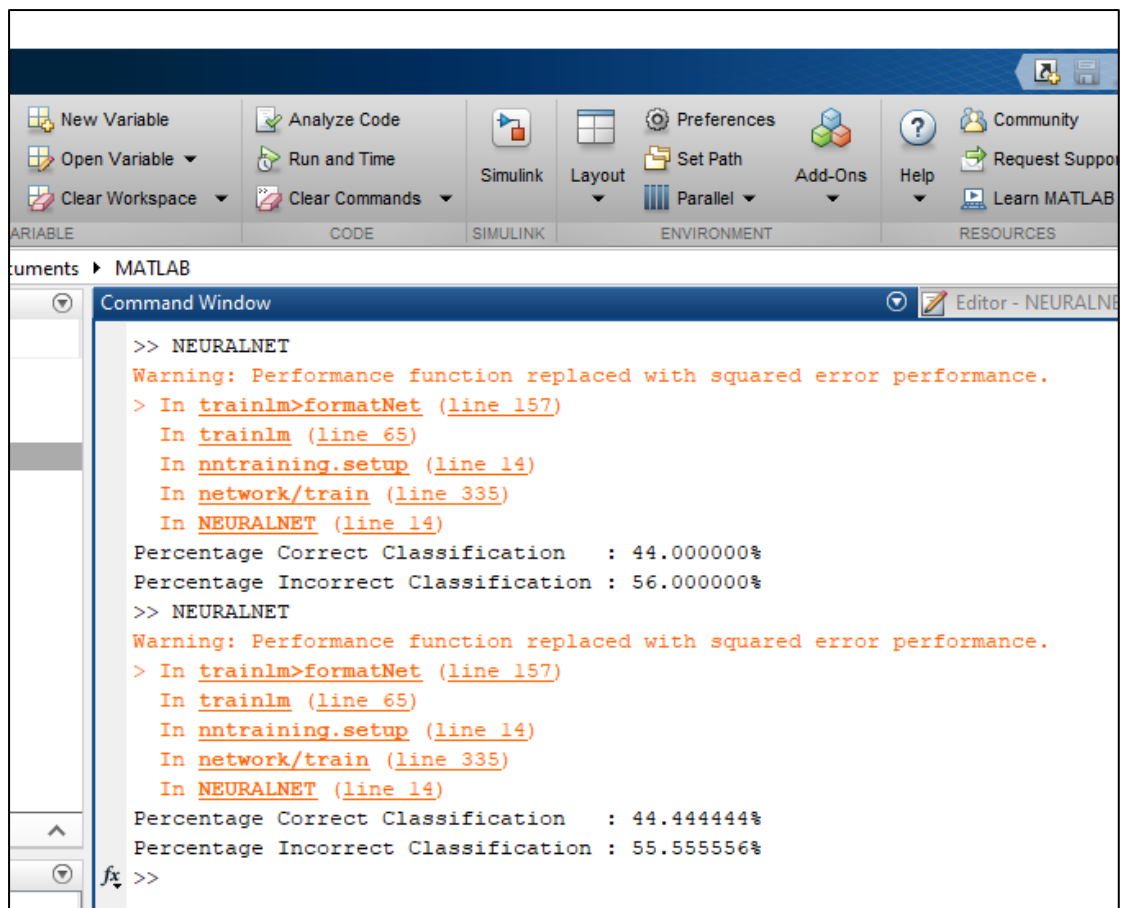 New Variable
Analyze Code
Preferences
Community
Open Variable
Run and Time
Simulink
Layout
Set Path
Add-Ons
Help
Request Suppor
Clear Workspace
Clear Commands
Parallel
Learn MATLAB
ARIABLE
CODE
SIMULINK
ENVIRONMENT
RESOURCES
cuments ▸ MATLAB
Command Window
Editor - NEURALNE
>> NEURALNET
Warning: Performance function replaced with squared error performance.
> In trainlm>formatNet (line 157)
In trainlm (line 65)
In nntraining.setup (line 14)
In network/train (line 335)
In NEURALNET (line 14)
Percentage Correct Classification   : 44.000000%
Percentage Incorrect Classification : 56.000000%
>> NEURALNET
Warning: Performance function replaced with squared error performance.
> In trainlm>formatNet (line 157)
In trainlm (line 65)
In nntraining.setup (line 14)
In network/train (line 335)
In NEURALNET (line 14)
Percentage Correct Classification   : 44.444444%
Percentage Incorrect Classification : 55.555556%
fx >>